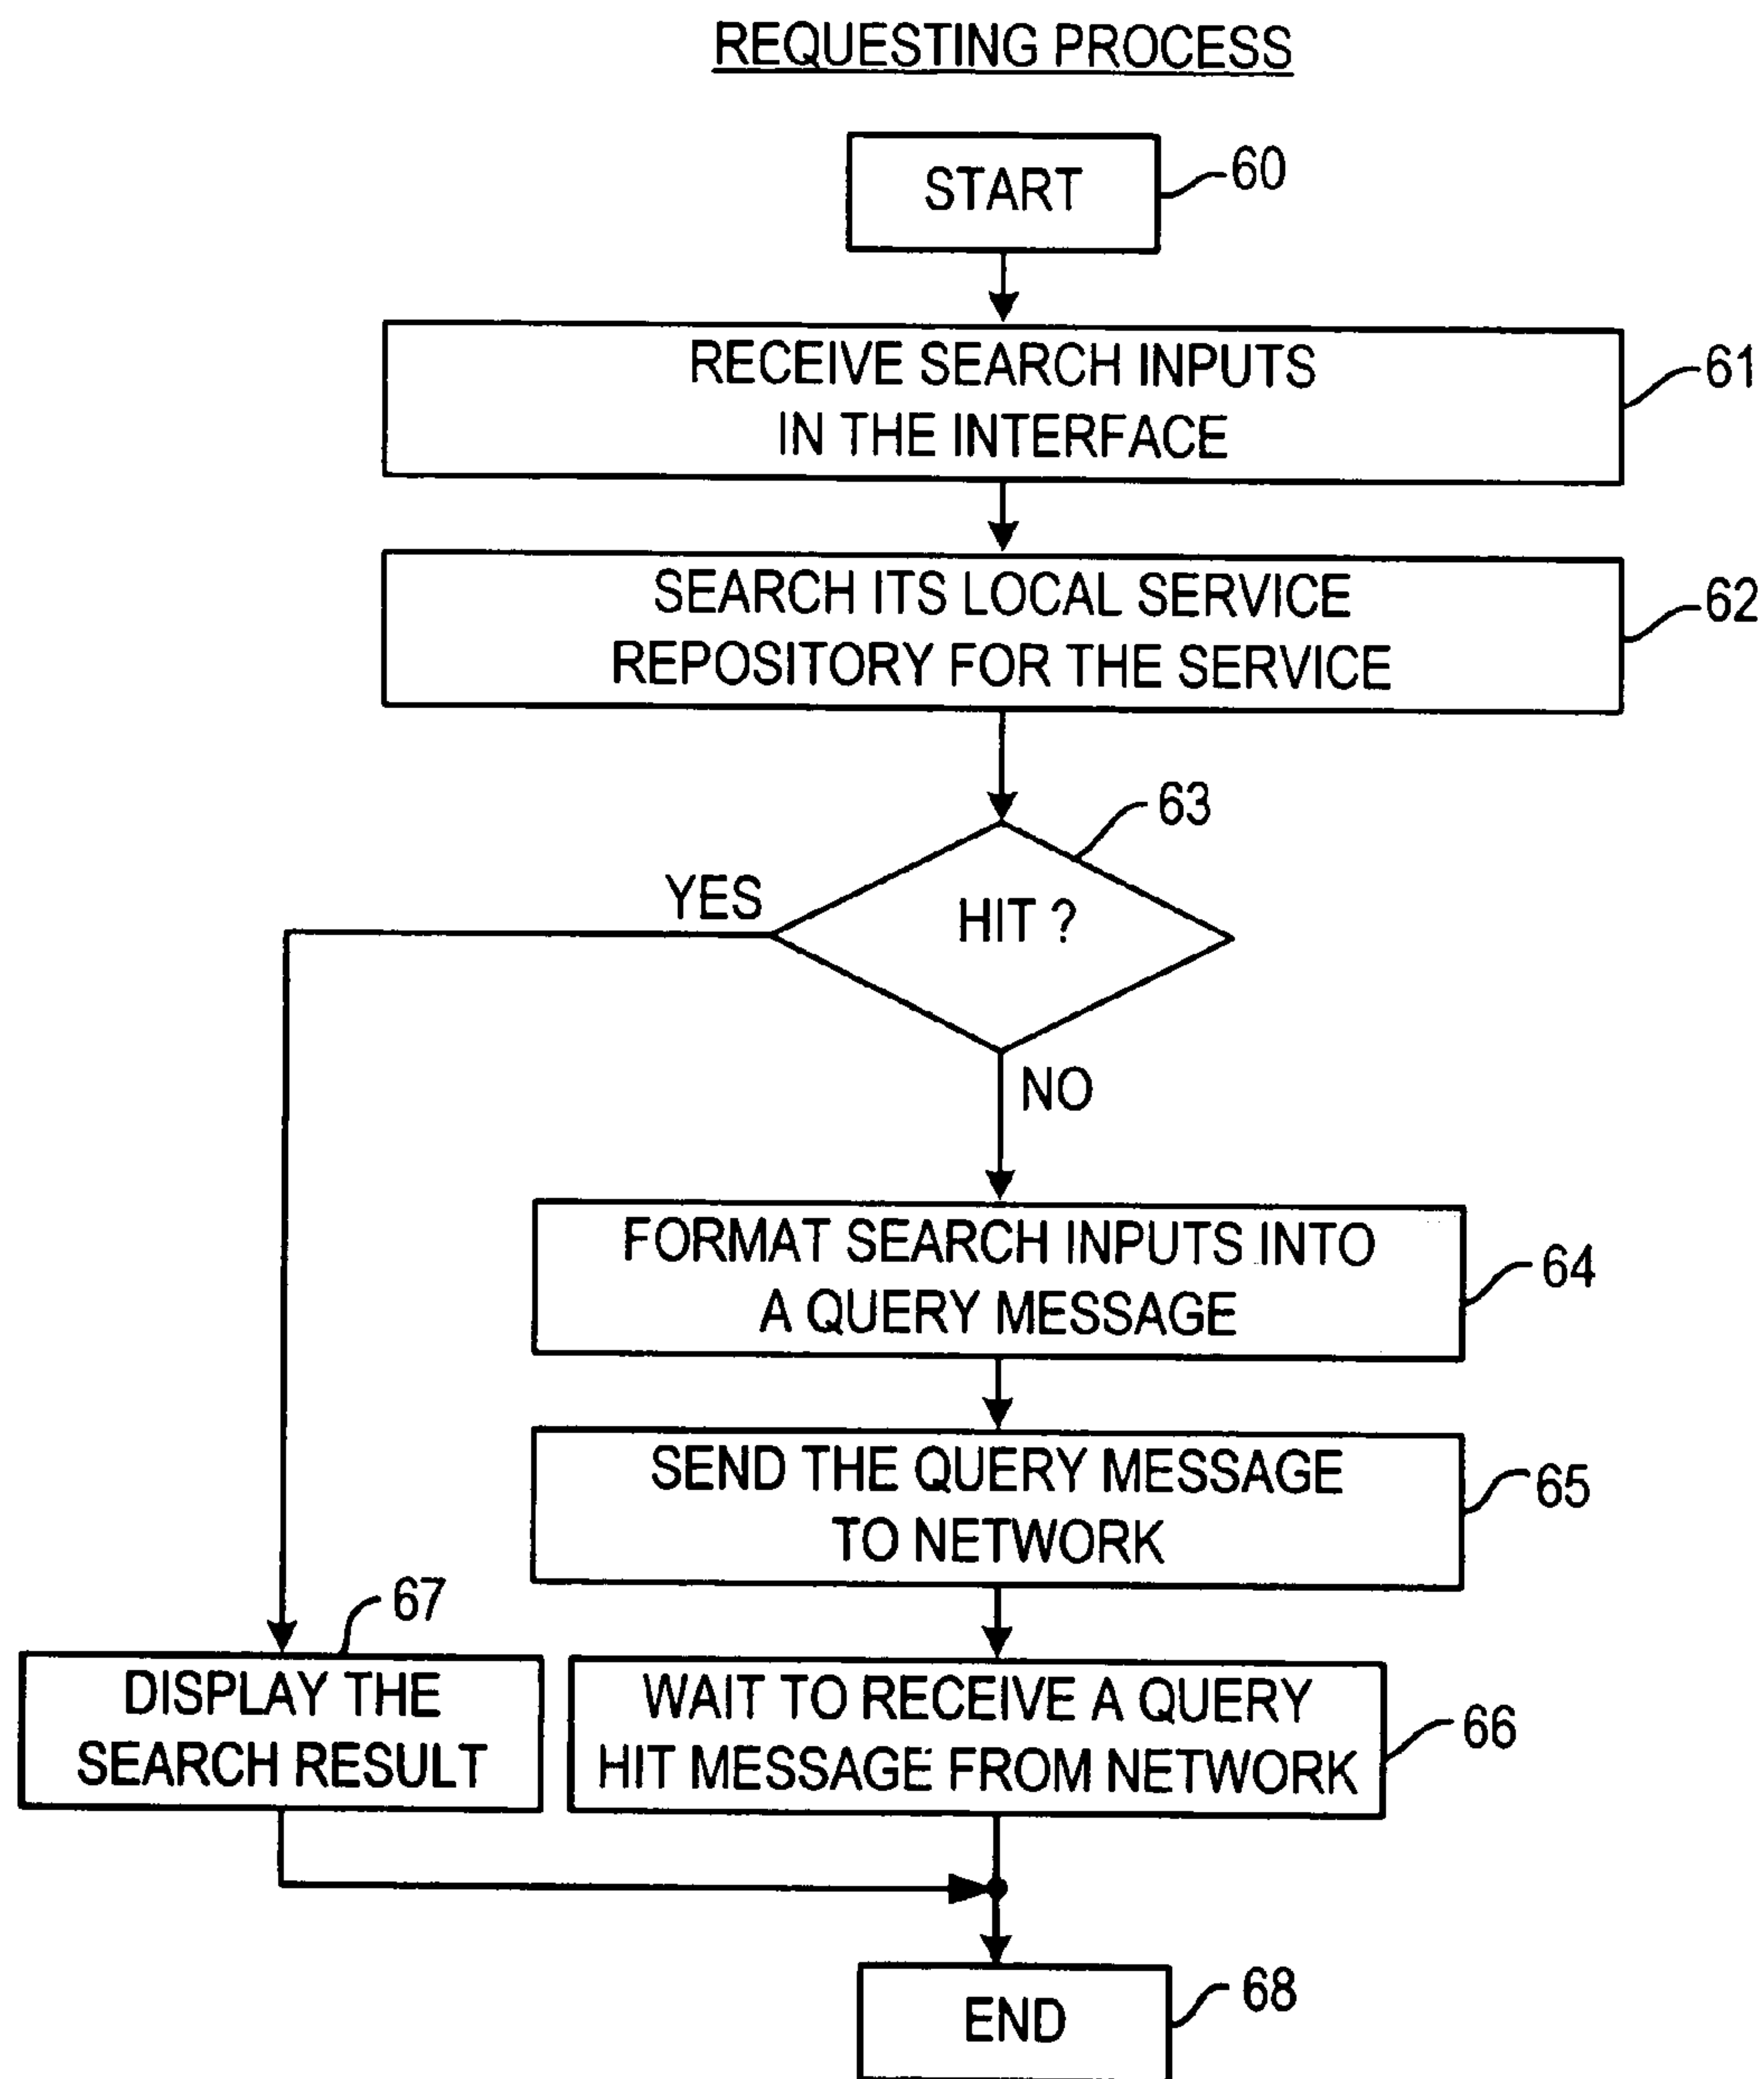 REQUESTING PROCESS
START
60
RECEIVE SEARCH INPUTS
IN THE INTERFACE
61
SEARCH ITS LOCAL SERVICE
REPOSITORY FOR THE SERVICE
62
63
HIT ?
YES
NO
FORMAT SEARCH INPUTS INTO
A QUERY MESSAGE
64
SEND THE QUERY MESSAGE
TO NETWORK
65
67
DISPLAY THE
SEARCH RESULT
WAIT TO RECEIVE A QUERY
HIT MESSAGE FROM NETWORK
66
END
68